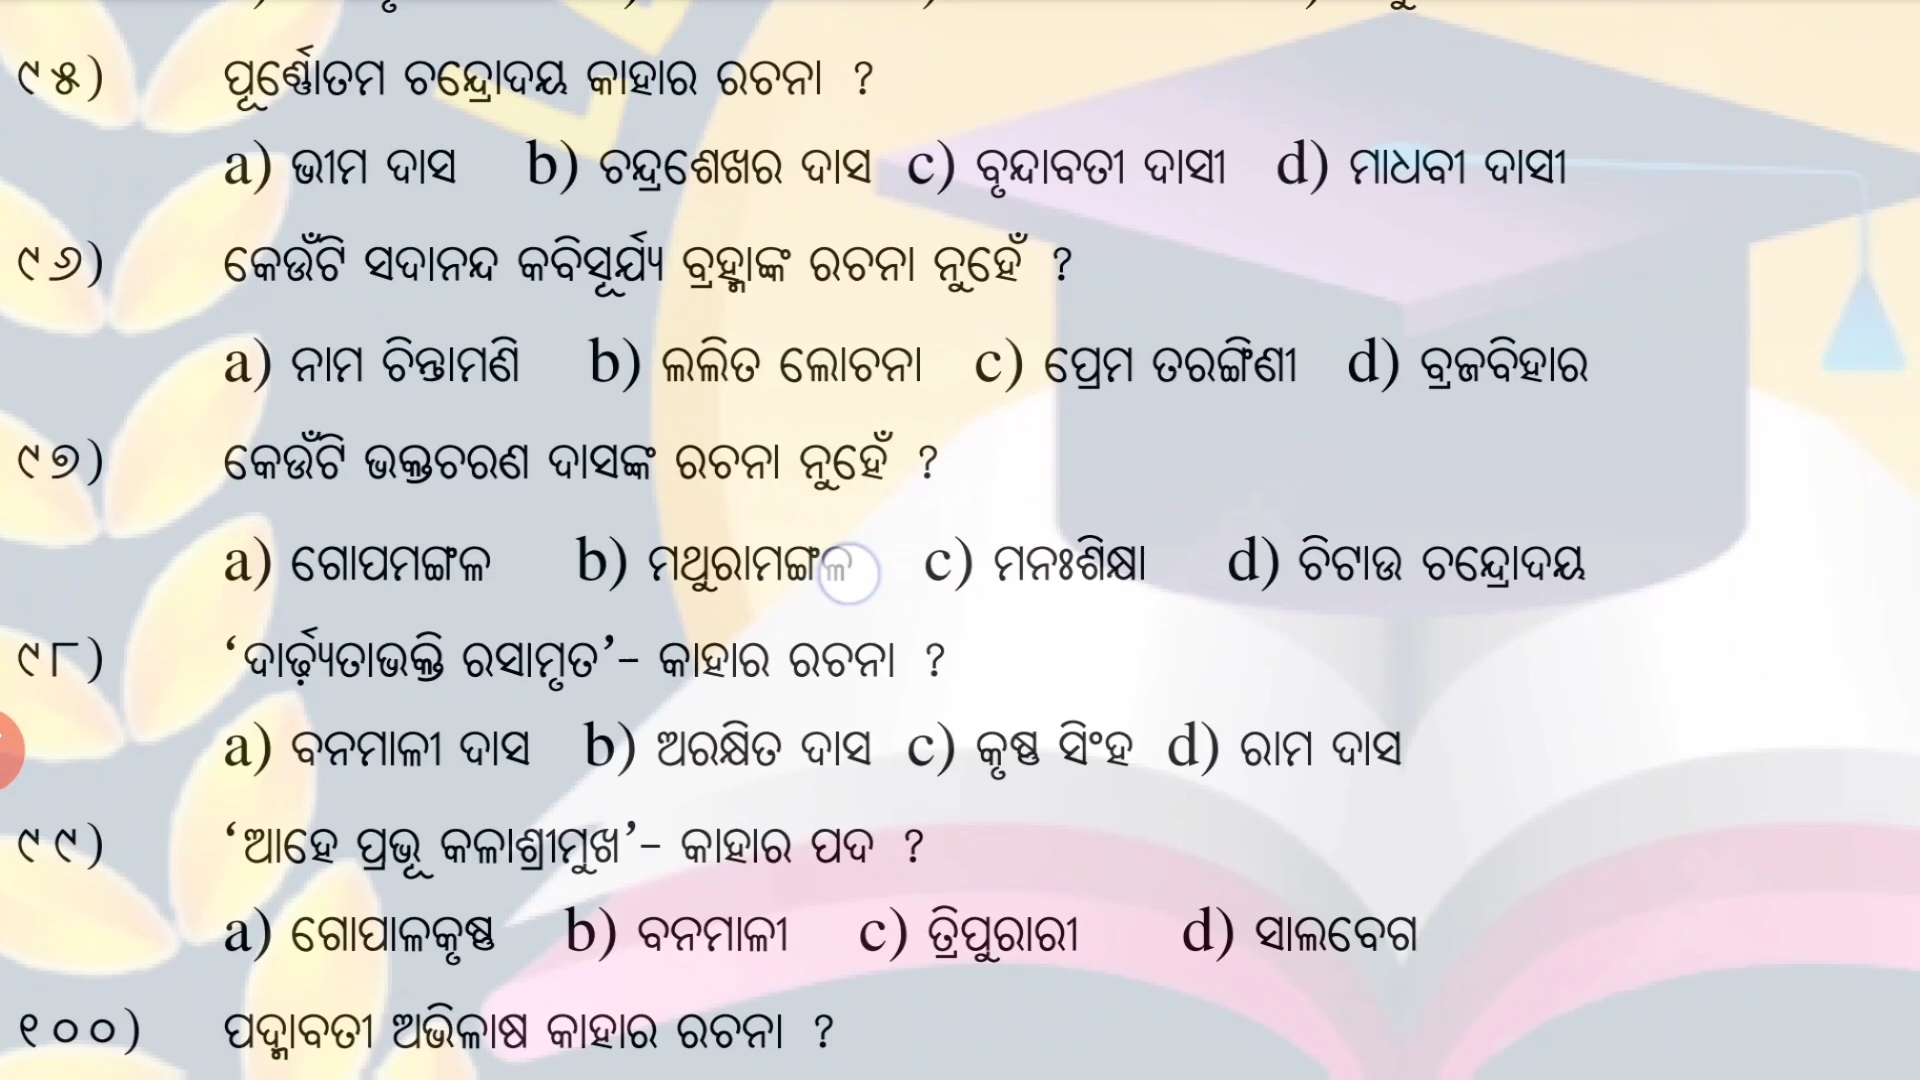 ୯୫) ପୂର୍ଣ୍ଣୋତମ ଚନ୍ଦ୍ରୋଦୟ କାହାର ରଚନା ?
a) ଭୀମ ଦାସ b) ଚନ୍ଦ୍ରଶେଖର ଦାସ c) ବୃନ୍ଦାବତୀ ଦାସୀ d) ମାଧବୀ ଦାସୀ
୯୬) କେଉଁଟି ସଦାନନ୍ଦ କବିସୂର୍ଯ୍ୟ ବ୍ରହ୍ମାଙ୍କ ରଚନା ନୁହେଁ ?
a) ନାମ ଚିନ୍ତାମଣି b) ଲଲିତ ଲୋଚନା c) ପ୍ରେମ ତରଙ୍ଗିଣୀ d) ବ୍ରଜବିହାର
୯୭) କେଉଁଟି ଭକ୍ତଚରଣ ଦାସଙ୍କ ରଚନା ନୁହେଁ ?
a) ଗୋପମଙ୍ଗଳ b) ମଥୁରାମଙ୍ଗଳ c) ମନଃଶିକ୍ଷା d) ଚିଟାଉ ଚନ୍ଦ୍ରୋଦୟ
୯୮) ‘ଦାର୍ଢ଼୍ୟତାଭକ୍ତି ରସାମୃତ’– କାହାର ରଚନା ?
a) ବନମାଳୀ ଦାସ b) ଅରକ୍ଷିତ ଦାସ c) କୃଷ୍ଣ ସିଂହ d) ରାମ ଦାସ
୯୯) ‘ଆହେ ପ୍ରଭୂ କଳାଶ୍ରୀମୁଖ’– କାହାର ପଦ ?
a) ଗୋପାଳକୃଷ୍ଣ b) ବନମାଳୀ c) ତ୍ରିପୁରାରୀ d) ସାଲବେଗ
୧୦୦) ପଦ୍ମାବତୀ ଅଭିଳାଷ କାହାର ରଚନା ?